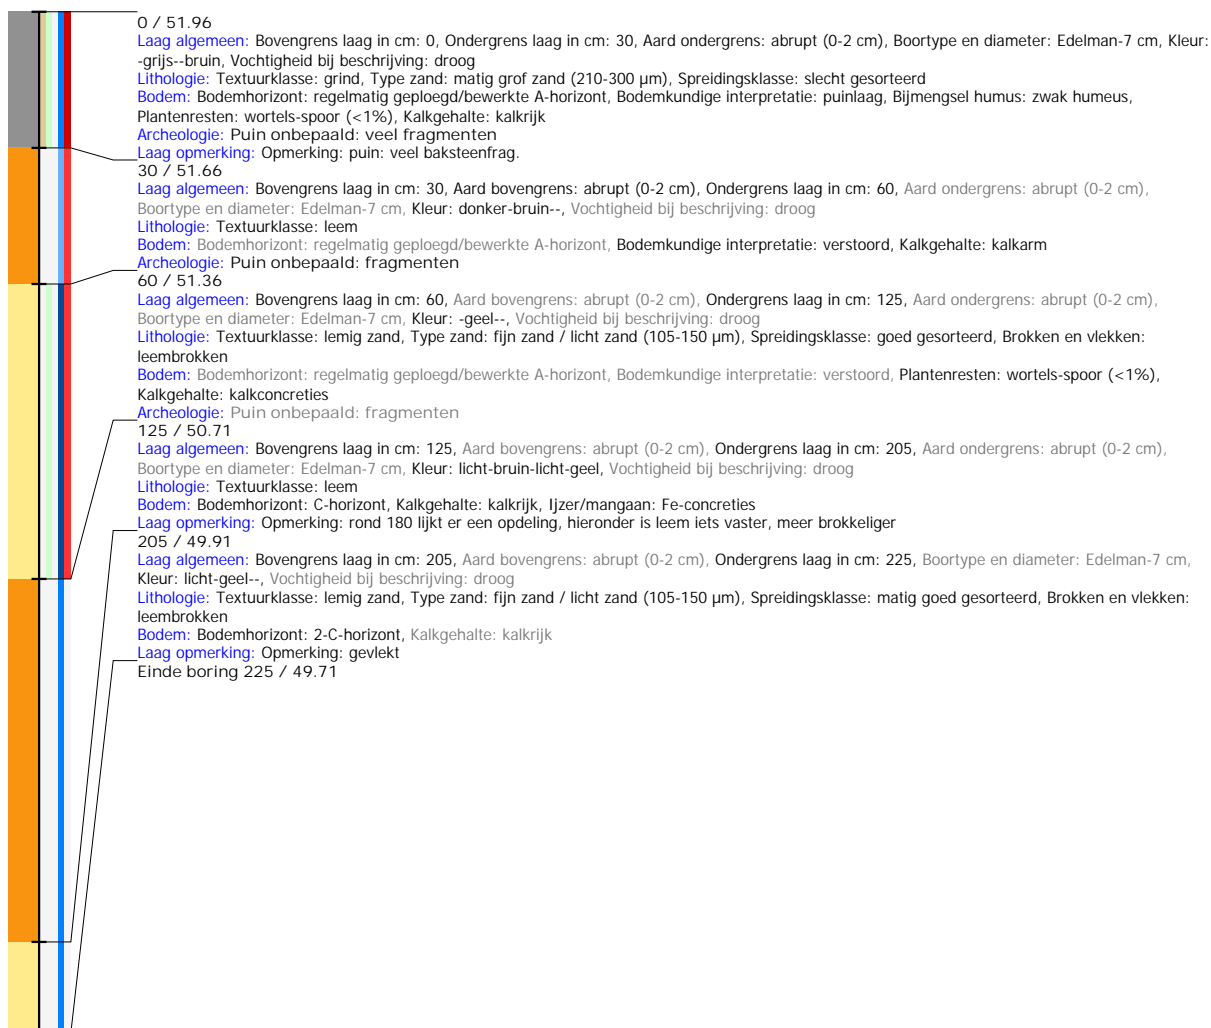 0 / 51.96
Laag algemeen: Bovengrens laag in cm: 0, Ondergrens laag in cm: 30, Aard ondergrens: abrupt (0-2 cm), Boortype en diameter: Edelman-7 cm, Kleur:
-grijs--bruin, Vochtigheid bij beschrijving: droog
Lithologie: Textuurklasse: grind, Type zand: matig grof zand (210-300 µm), Spreidingsklasse: slecht gesorteerd
Bodem: Bodemhorizont: regelmatig geploegd/bewerkte A-horizont, Bodemkundige interpretatie: puinlaag, Bijmengsel humus: zwak humeus,
Plantenresten: wortels-spoor (<1%), Kalkgehalte: kalkrijk
Archeologie: Puin onbepaald: veel fragmenten
Laag opmerking: Opmerking: puin: veel baksteenfrag.
30 / 51.66
Laag algemeen: Bovengrens laag in cm: 30, Aard bovengrens: abrupt (0-2 cm), Ondergrens laag in cm: 60, Aard ondergrens: abrupt (0-2 cm),
Boortype en diameter: Edelman-7 cm, Kleur: donker-bruin--, Vochtigheid bij beschrijving: droog
Lithologie: Textuurklasse: leem
Bodem: Bodemhorizont: regelmatig geploegd/bewerkte A-horizont, Bodemkundige interpretatie: verstoord, Kalkgehalte: kalkarm
Archeologie: Puin onbepaald: fragmenten
60 / 51.36
Laag algemeen: Bovengrens laag in cm: 60, Aard bovengrens: abrupt (0-2 cm), Ondergrens laag in cm: 125, Aard ondergrens: abrupt (0-2 cm),
Boortype en diameter: Edelman-7 cm, Kleur: -geel--, Vochtigheid bij beschrijving: droog
Lithologie: Textuurklasse: lemig zand, Type zand: fijn zand / licht zand (105-150 µm), Spreidingsklasse: goed gesorteerd, Brokken en vlekken:
leembrokken
Bodem: Bodemhorizont: regelmatig geploegd/bewerkte A-horizont, Bodemkundige interpretatie: verstoord, Plantenresten: wortels-spoor (<1%),
Kalkgehalte: kalkconcreties
Archeologie: Puin onbepaald: fragmenten
125 / 50.71
Laag algemeen: Bovengrens laag in cm: 125, Aard bovengrens: abrupt (0-2 cm), Ondergrens laag in cm: 205, Aard ondergrens: abrupt (0-2 cm),
Boortype en diameter: Edelman-7 cm, Kleur: licht-bruin-licht-geel, Vochtigheid bij beschrijving: droog
Lithologie: Textuurklasse: leem
Bodem: Bodemhorizont: C-horizont, Kalkgehalte: kalkrijk, Ijzer/mangaan: Fe-concreties
Laag opmerking: Opmerking: rond 180 lijkt er een opdeling, hieronder is leem iets vaster, meer brokkeliger
205 / 49.91
Laag algemeen: Bovengrens laag in cm: 205, Aard bovengrens: abrupt (0-2 cm), Ondergrens laag in cm: 225, Boortype en diameter: Edelman-7 cm,
Kleur: licht-geel--, Vochtigheid bij beschrijving: droog
Lithologie: Textuurklasse: lemig zand, Type zand: fijn zand / licht zand (105-150 µm), Spreidingsklasse: matig goed gesorteerd, Brokken en vlekken:
leembrokken
Bodem: Bodemhorizont: 2-C-horizont, Kalkgehalte: kalkrijk
Laag opmerking: Opmerking: gevlekt
Einde boring 225 / 49.71